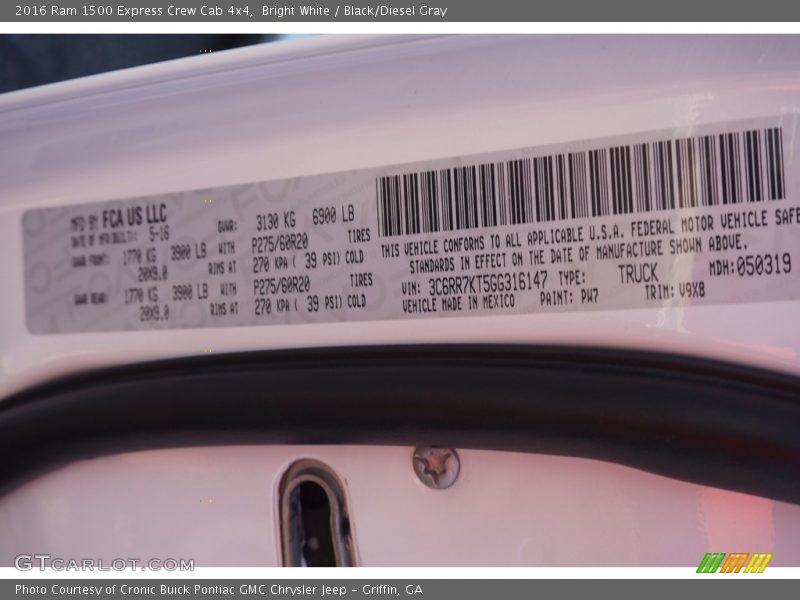 2016 Ram 1500 Express Crew Cab 4x4,  Bright White / Black/Diesel Gray
MFD BY FCA US LLC
DATE OF MFR 5-16 GVWR: 3130 KG 6900 LB
GAWR FRONT: 1770 KG 3900 LB WITH P275/60R20 TIRES
20X9.0 RIMS AT 270 KPA ( 39 PSI) COLD
GAWR REAR: 1770 KG 3900 LB WITH P275/60R20 TIRES
20X9.0 RIMS AT 270 KPA ( 39 PSI) COLD
THIS VEHICLE CONFORMS TO ALL APPLICABLE U.S.A. FEDERAL MOTOR VEHICLE SAFE
STANDARDS IN EFFECT ON THE DATE OF MANUFACTURE SHOWN ABOVE.
VIN: 3C6RR7KT5GG316147 TYPE: TRUCK MDH:050319
VEHICLE MADE IN MEXICO PAINT: PW7 TRIM: V9X8
GTCARLOT.COM
Photo Courtesy of Cronic Buick Pontiac GMC Chrysler Jeep - Griffin, GA